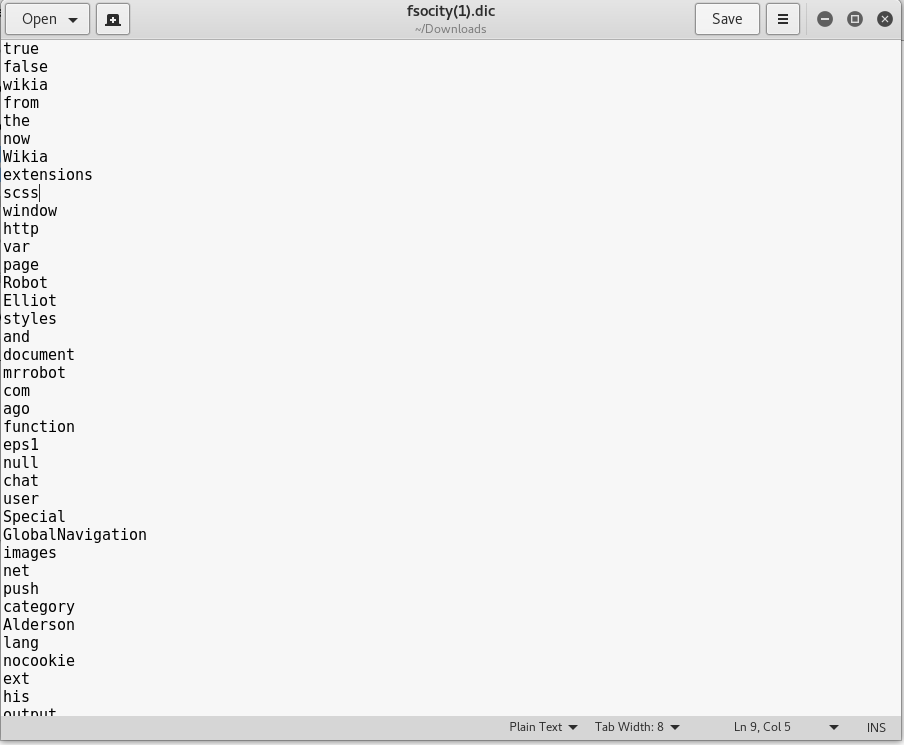 Open
fsocity(1).dic
~/Downloads
Save
true
false
wikia
from
the
now
Wikia
extensions
scss
window
http
var
page
Robot
Elliot
styles
and
document
mrrobot
com
ago
function
eps1
null
chat
user
Special
GlobalNavigation
images
net
push
category
Alderson
lang
nocookie
ext
his
output
Plain Text Tab Width: 8 Ln 9, Col 5 INS